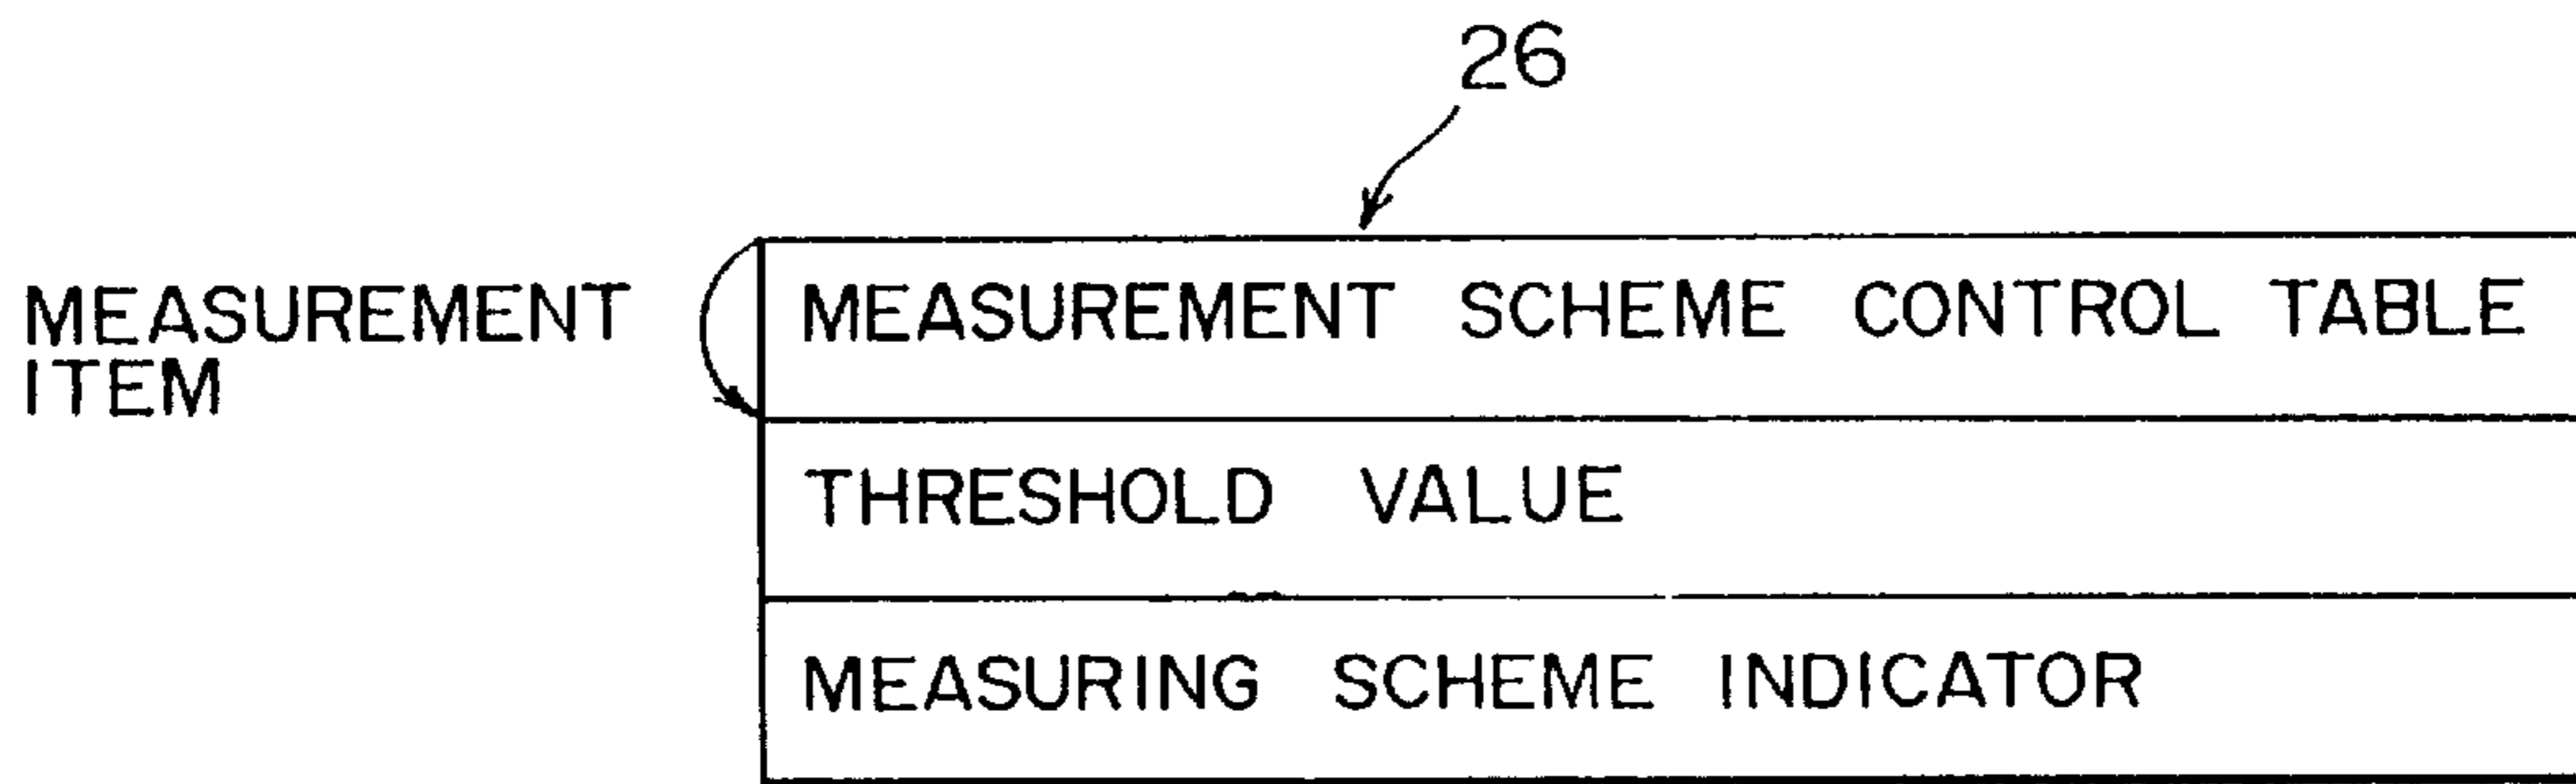 26
MEASUREMENT
ITEM
MEASUREMENT SCHEME CONTROL TABLE
THRESHOLD VALUE
MEASURING SCHEME INDICATOR